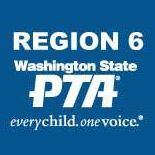 REGION 6
Washington State
PTA®
everychild.onevoice.®